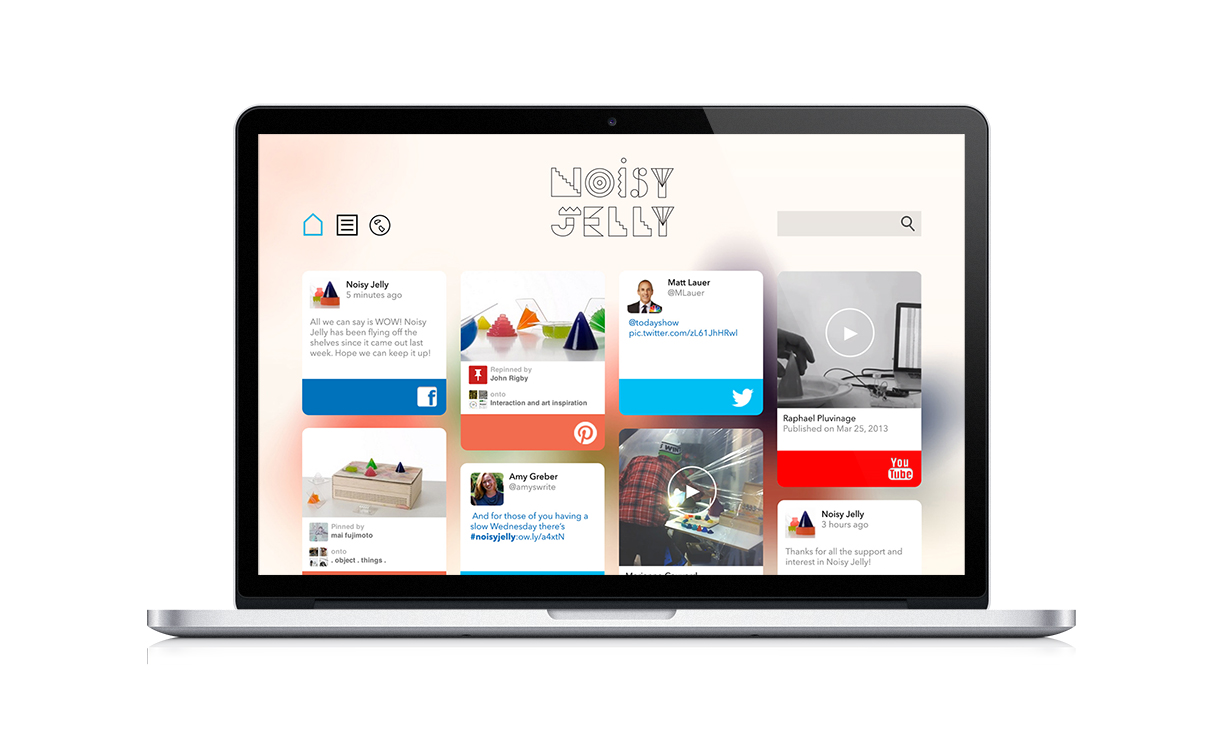 NOiSY
JELLY
Noisy Jelly
5 minutes ago
All we can say is WOW! Noisy
Jelly has been flying off the
shelves since it came out last
week. Hope we can keep it up!
f
Pinned by
mai fujimoto
onto
. object . things .
Repinned by
John Rigby
onto
Interaction and art inspiration
Amy Greber
@amyswrite
And for those of you having a
slow Wednesday there's
#noisyjelly:ow.ly/a4xtN
Matt Lauer
@MLauer
@todayshow
pic.twitter.com/zL61JhHRwl
Raphael Pluvinage
Published on Mar 25, 2013
You
Tube
Noisy Jelly
3 hours ago
Thanks for all the support and
interest in Noisy Jelly!